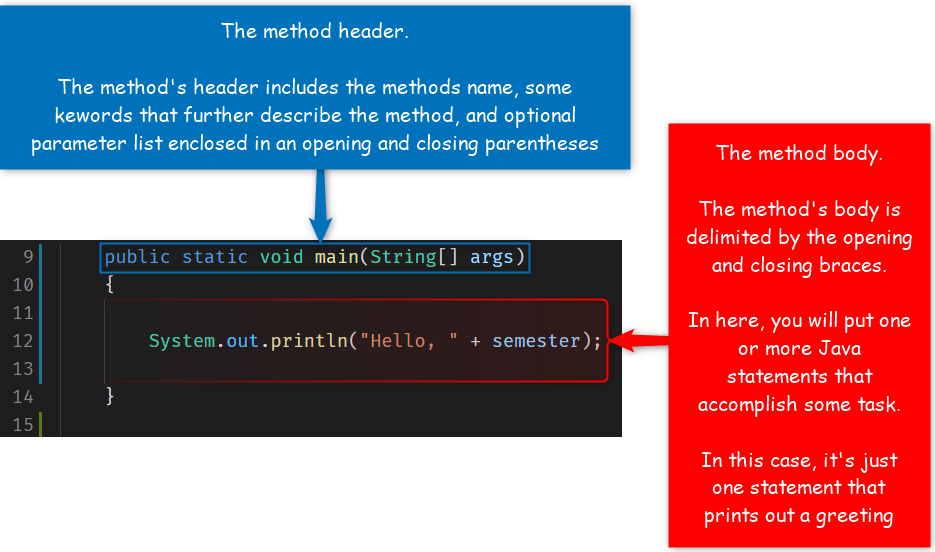 The method header.
The method's header includes the methods name, some
kewords that further describe the method, and optional
parameter list enclosed in an opening and closing parentheses
The method body.
The method's body is
delimited by the opening
and closing braces.
In here, you will put one
or more Java
statements that
accomplish some task.
In this case, it's just
one statement that
prints out a greeting
9 public static void main(String[] args)
10 {
11
12 System.out.println("Hello, " + semester);
13
14 }
15